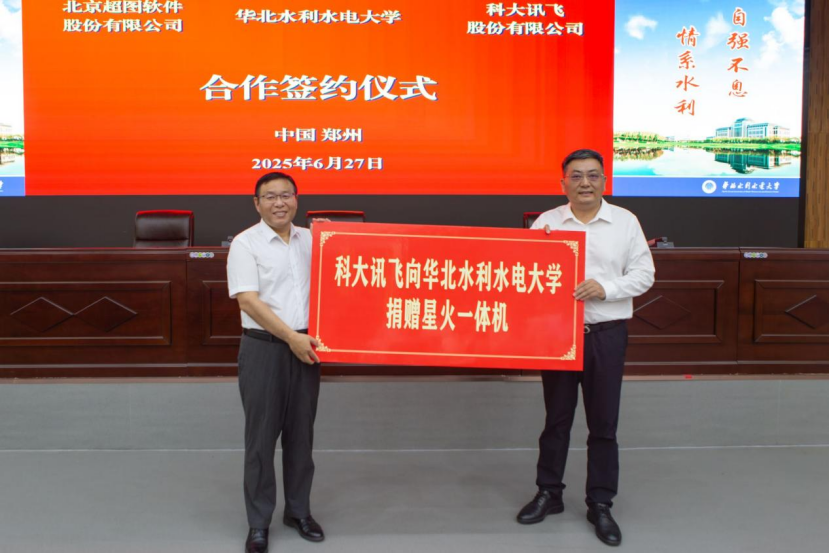 北京超图软件
股份有限公司
华北水利水电大学
科大讯飞
股份有限公司
合作签约仪式
中国 郑州
2025年6月27日
自强不息
情系水利
华北水利水电大学
科大讯飞向华北水利水电大学
捐赠星火一体机